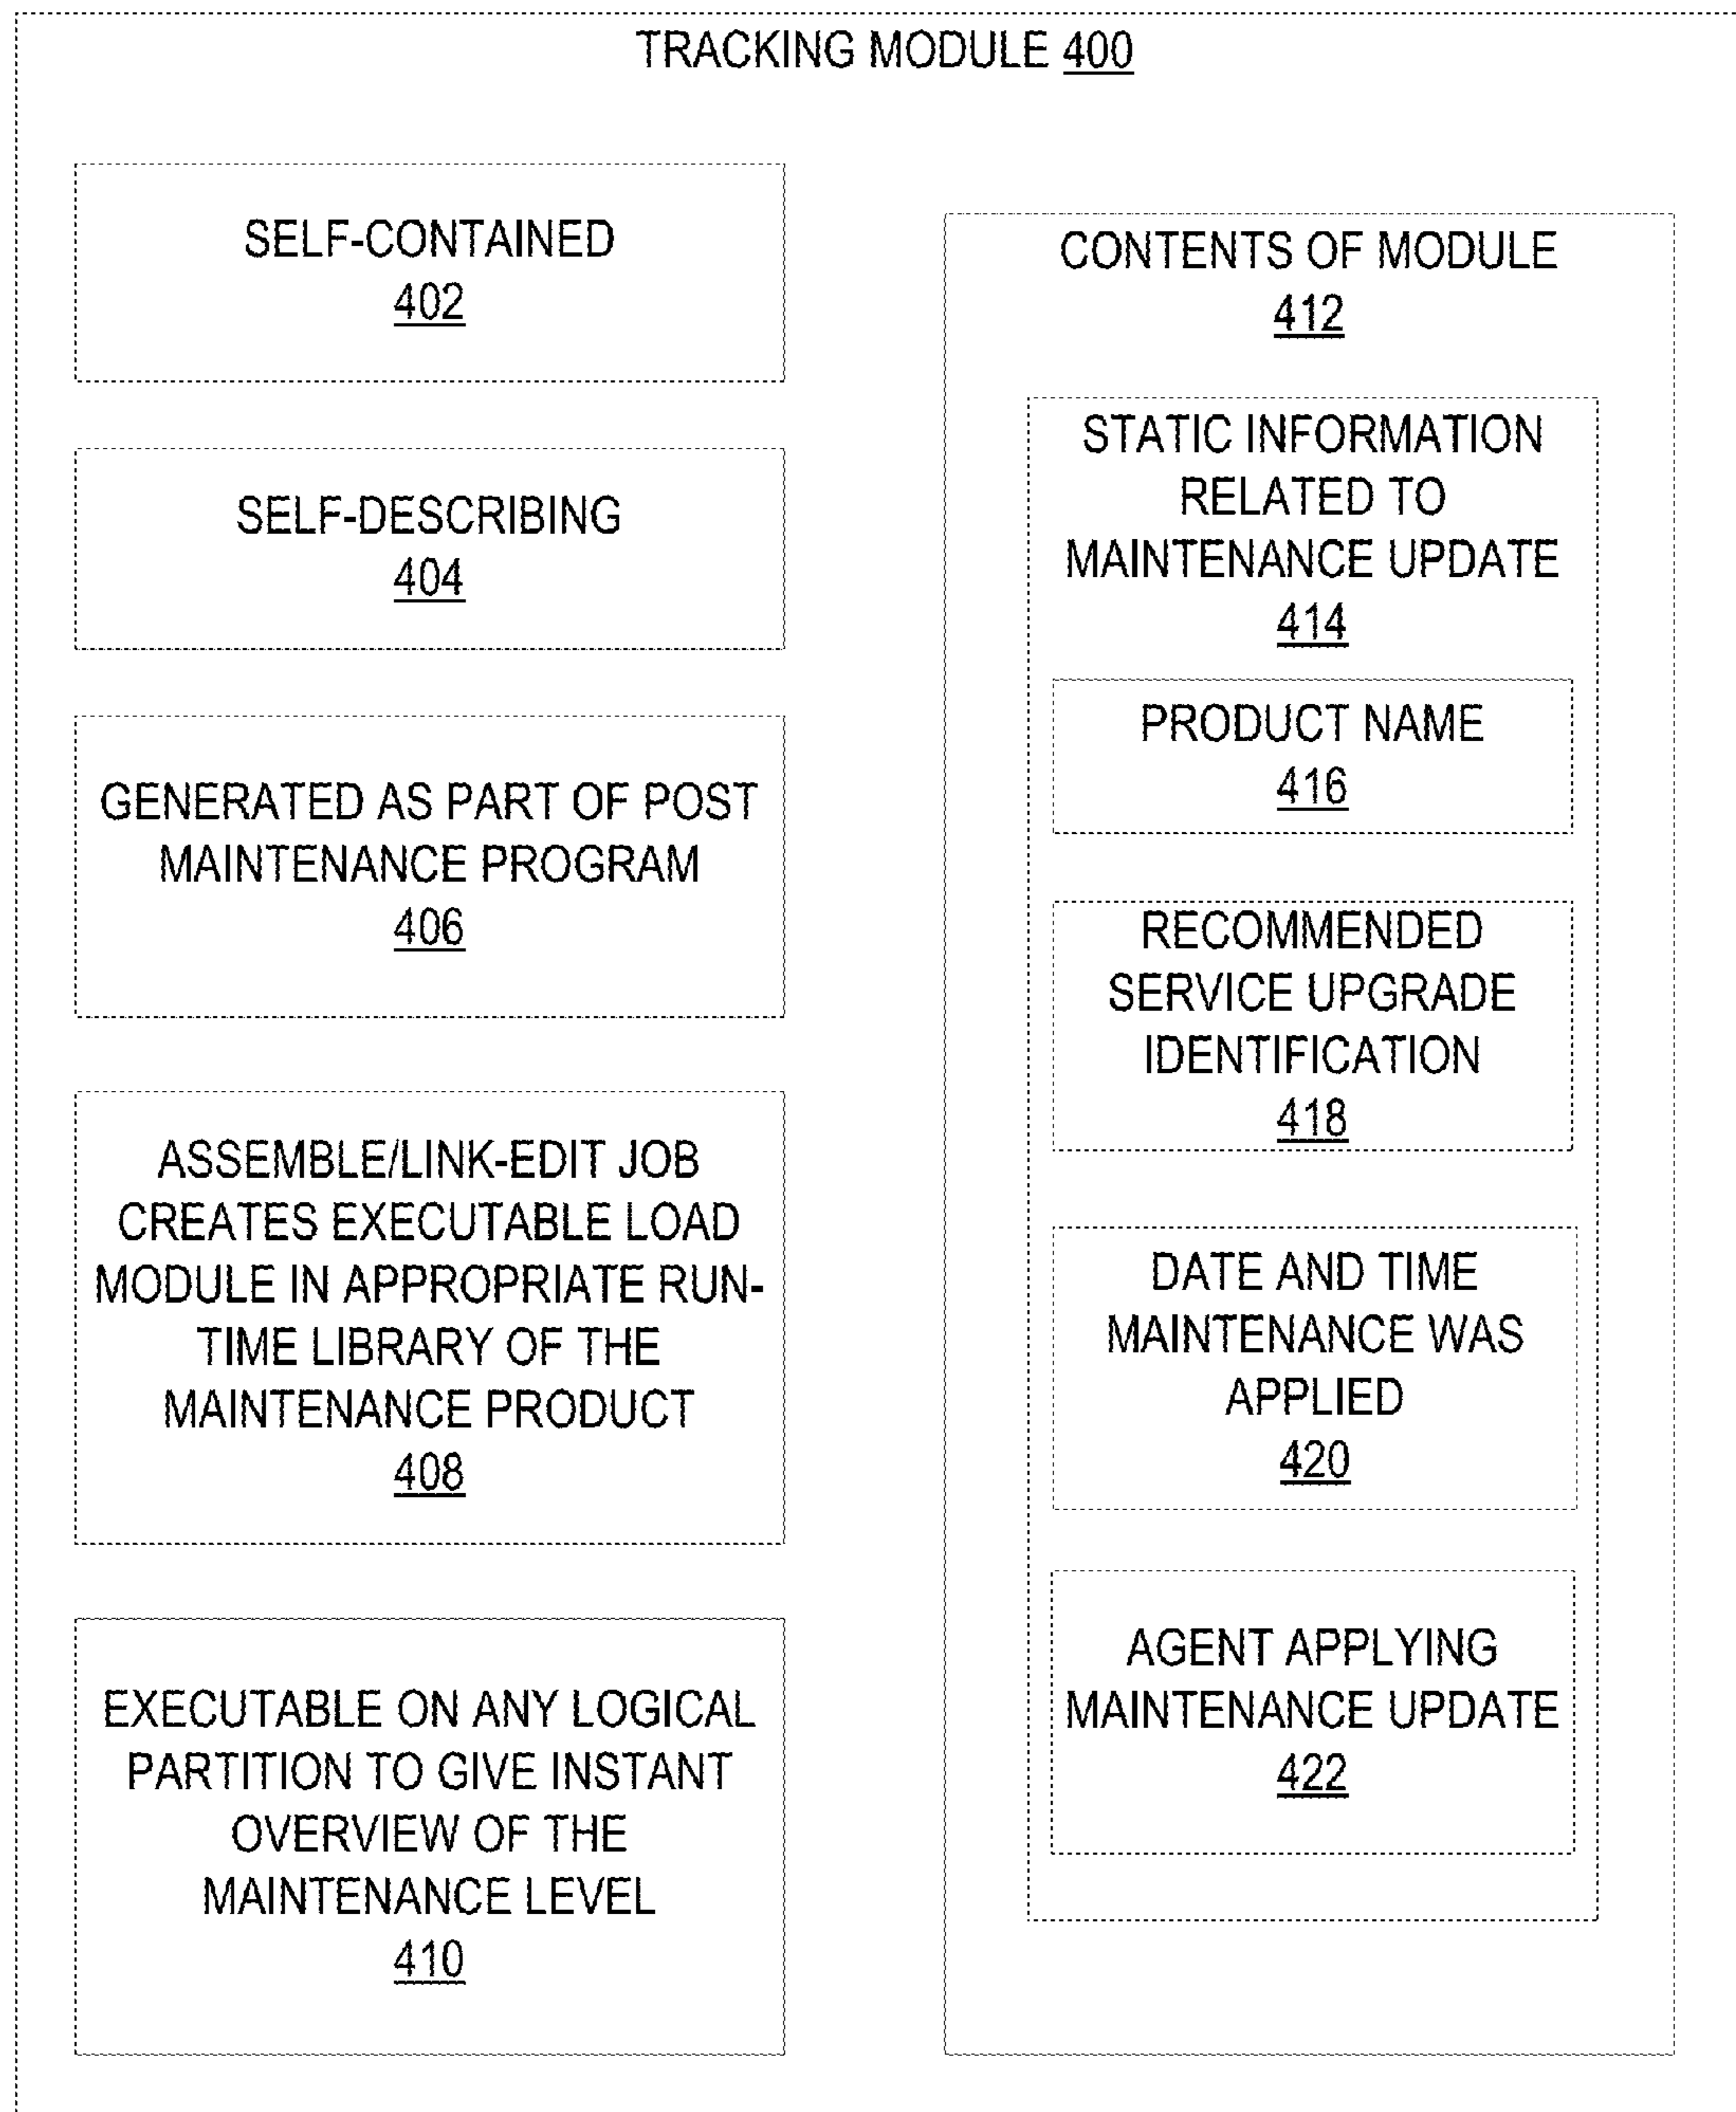 TRACKING MODULE 400
SELF-CONTAINED
402
SELF-DESCRIBING
404
GENERATED AS PART OF POST
MAINTENANCE PROGRAM
406
ASSEMBLE/LINK-EDIT JOB
CREATES EXECUTABLE LOAD
MODULE IN APPROPRIATE RUN-
TIME LIBRARY OF THE
MAINTENANCE PRODUCT
408
EXECUTABLE ON ANY LOGICAL
PARTITION TO GIVE INSTANT
OVERVIEW OF THE
MAINTENANCE LEVEL
410
CONTENTS OF MODULE
412
STATIC INFORMATION
RELATED TO
MAINTENANCE UPDATE
414
PRODUCT NAME
416
RECOMMENDED
SERVICE UPGRADE
IDENTIFICATION
418
DATE AND TIME
MAINTENANCE WAS
APPLIED
420
AGENT APPLYING
MAINTENANCE UPDATE
422